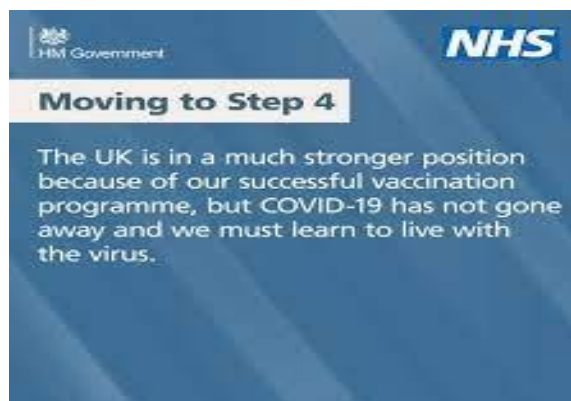 HM Government
NHS
Moving to Step 4
The UK is in a much stronger position
because of our successful vaccination
programme, but COVID-19 has not gone
away and we must learn to live with
the virus.